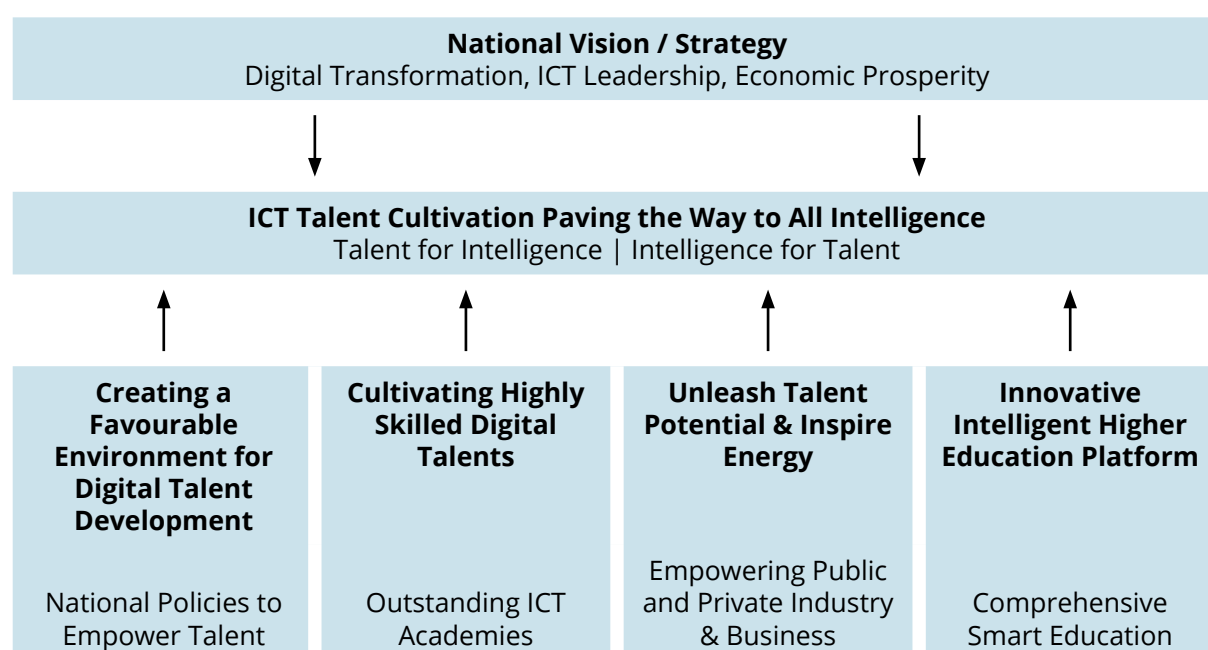 National Vision / Strategy
Digital Transformation, ICT Leadership, Economic Prosperity
ICT Talent Cultivation Paving the Way to All Intelligence
Talent for Intelligence | Intelligence for Talent
Creating a
Favourable
Environment for
Digital Talent
Development
National Policies to
Empower Talent
Cultivating Highly
Skilled Digital
Talents
Outstanding ICT
Academies
Unleash Talent
Potential & Inspire
Energy
Empowering Public
and Private Industry
& Business
Innovative
Intelligent Higher
Education Platform
Comprehensive
Smart Education